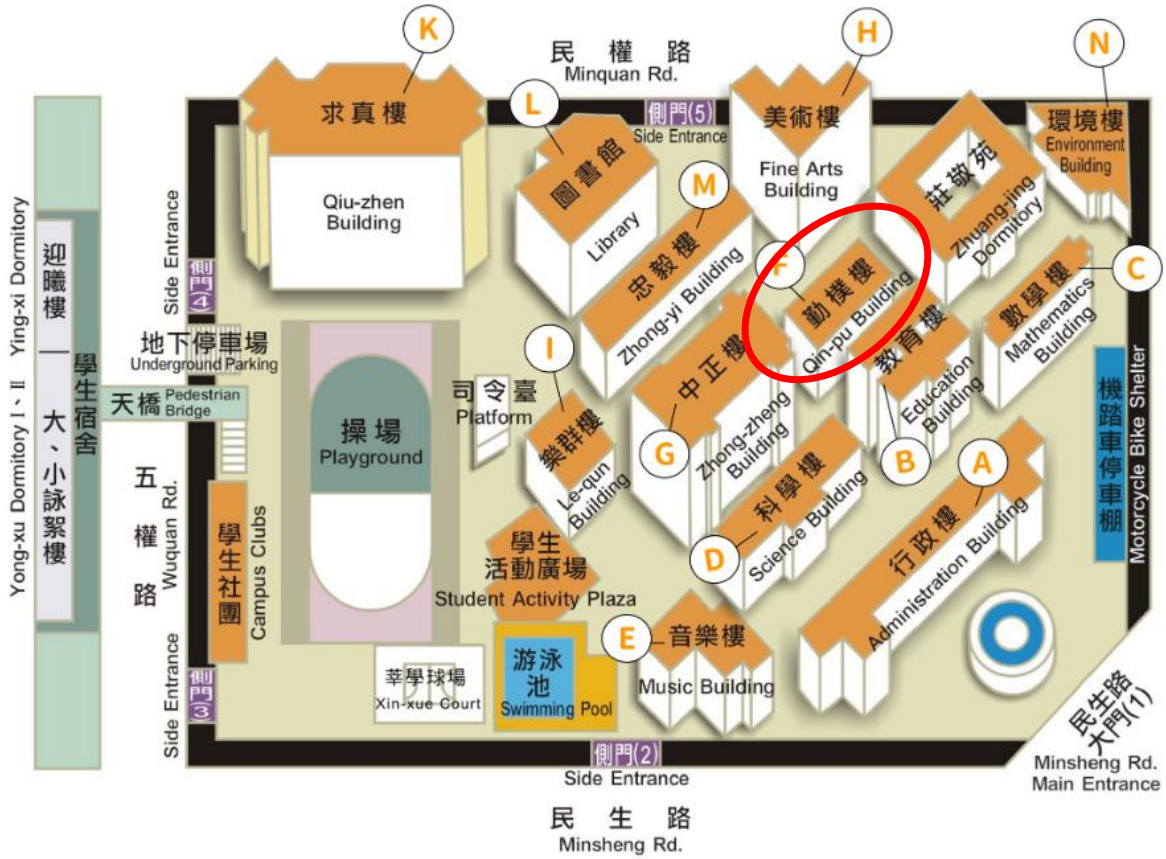 K
民權路
Minquan Rd.
H
N
L
求真樓
Qiu-zhen
Building
側門(5)
Side Entrance
美術樓
Fine Arts
Building
環境樓
Environment
Building
圖書館
Library
M
莊敬苑
Zhuang-jing
Dormitory
Side Entrance
側門(4)
忠毅樓
Zhong-yi Building
F
勤樸樓
Qin-pu Building
C
數學樓
Mathematics
Building
迎曦樓
Ying-xi Dormitory
大、小詠絮樓
Yong-xu Dormitory I、II
學生宿舍
地下停車場
Underground Parking
天橋
Pedestrian
Bridge
操場
Playground
司令臺
Platform
I
樂群樓
Le-qun
Building
中正樓
G
Zhong-zheng
Building
教育樓
Education
Building
B
A
機踏車停車棚
Motorcycle Bike Shelter
五權路
Wuquan Rd.
學生社團
Campus Clubs
學生
活動廣場
Student Activity Plaza
科學樓
D
Science Building
行政樓
Administration Building
E
音樂樓
Music Building
Side Entrance
側門(3)
莘學球場
Xin-xue Court
游泳
池
Swimming Pool
民生路
大門(1)
Minsheng Rd.
Main Entrance
側門(2)
Side Entrance
民生路
Minsheng Rd.